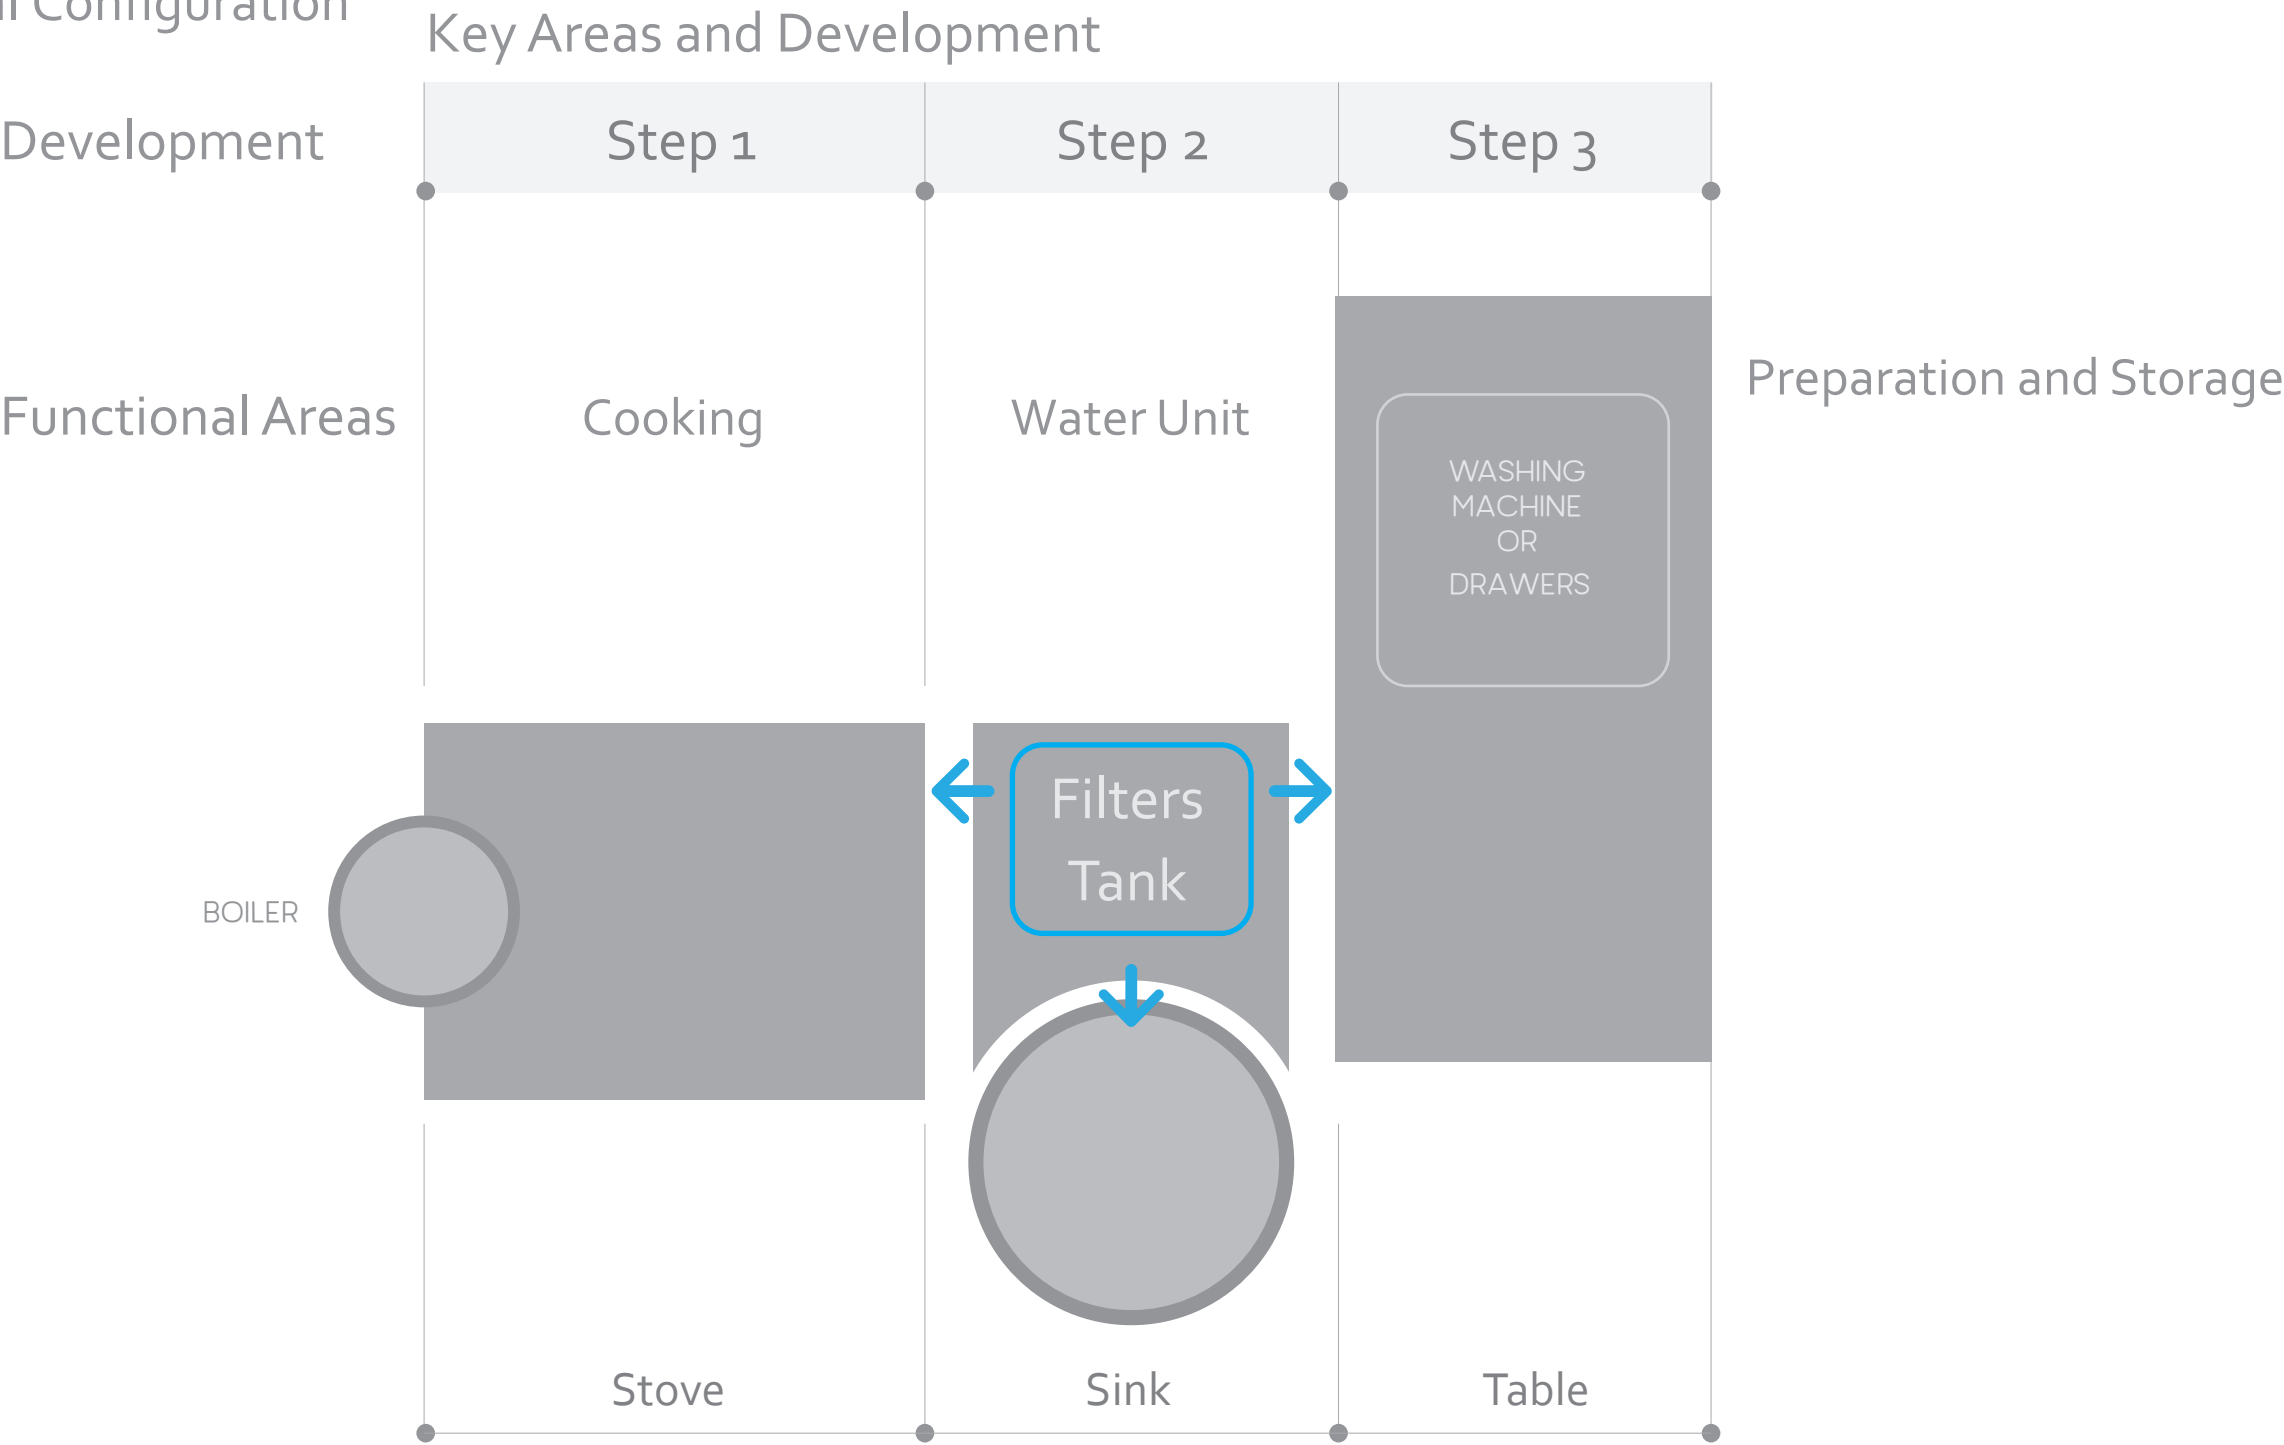 Configuration
Key Areas and Development
Development
Step 1
Step 2
Step 3
Functional Areas
Cooking
Water Unit
Preparation and Storage
WASHING
MACHINE
OR
DRAWERS
Filters
Tank
BOILER
Stove
Sink
Table